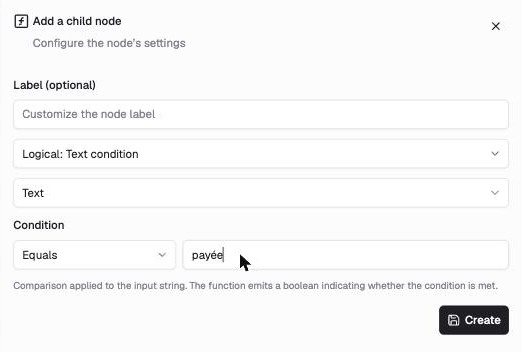 Add a child node
Configure the node's settings
Label (optional)
Customize the node label
Logical: Text condition
Text
Condition
Equals
payée
Comparison applied to the input string. The function emits a boolean indicating whether the condition is met.
Create